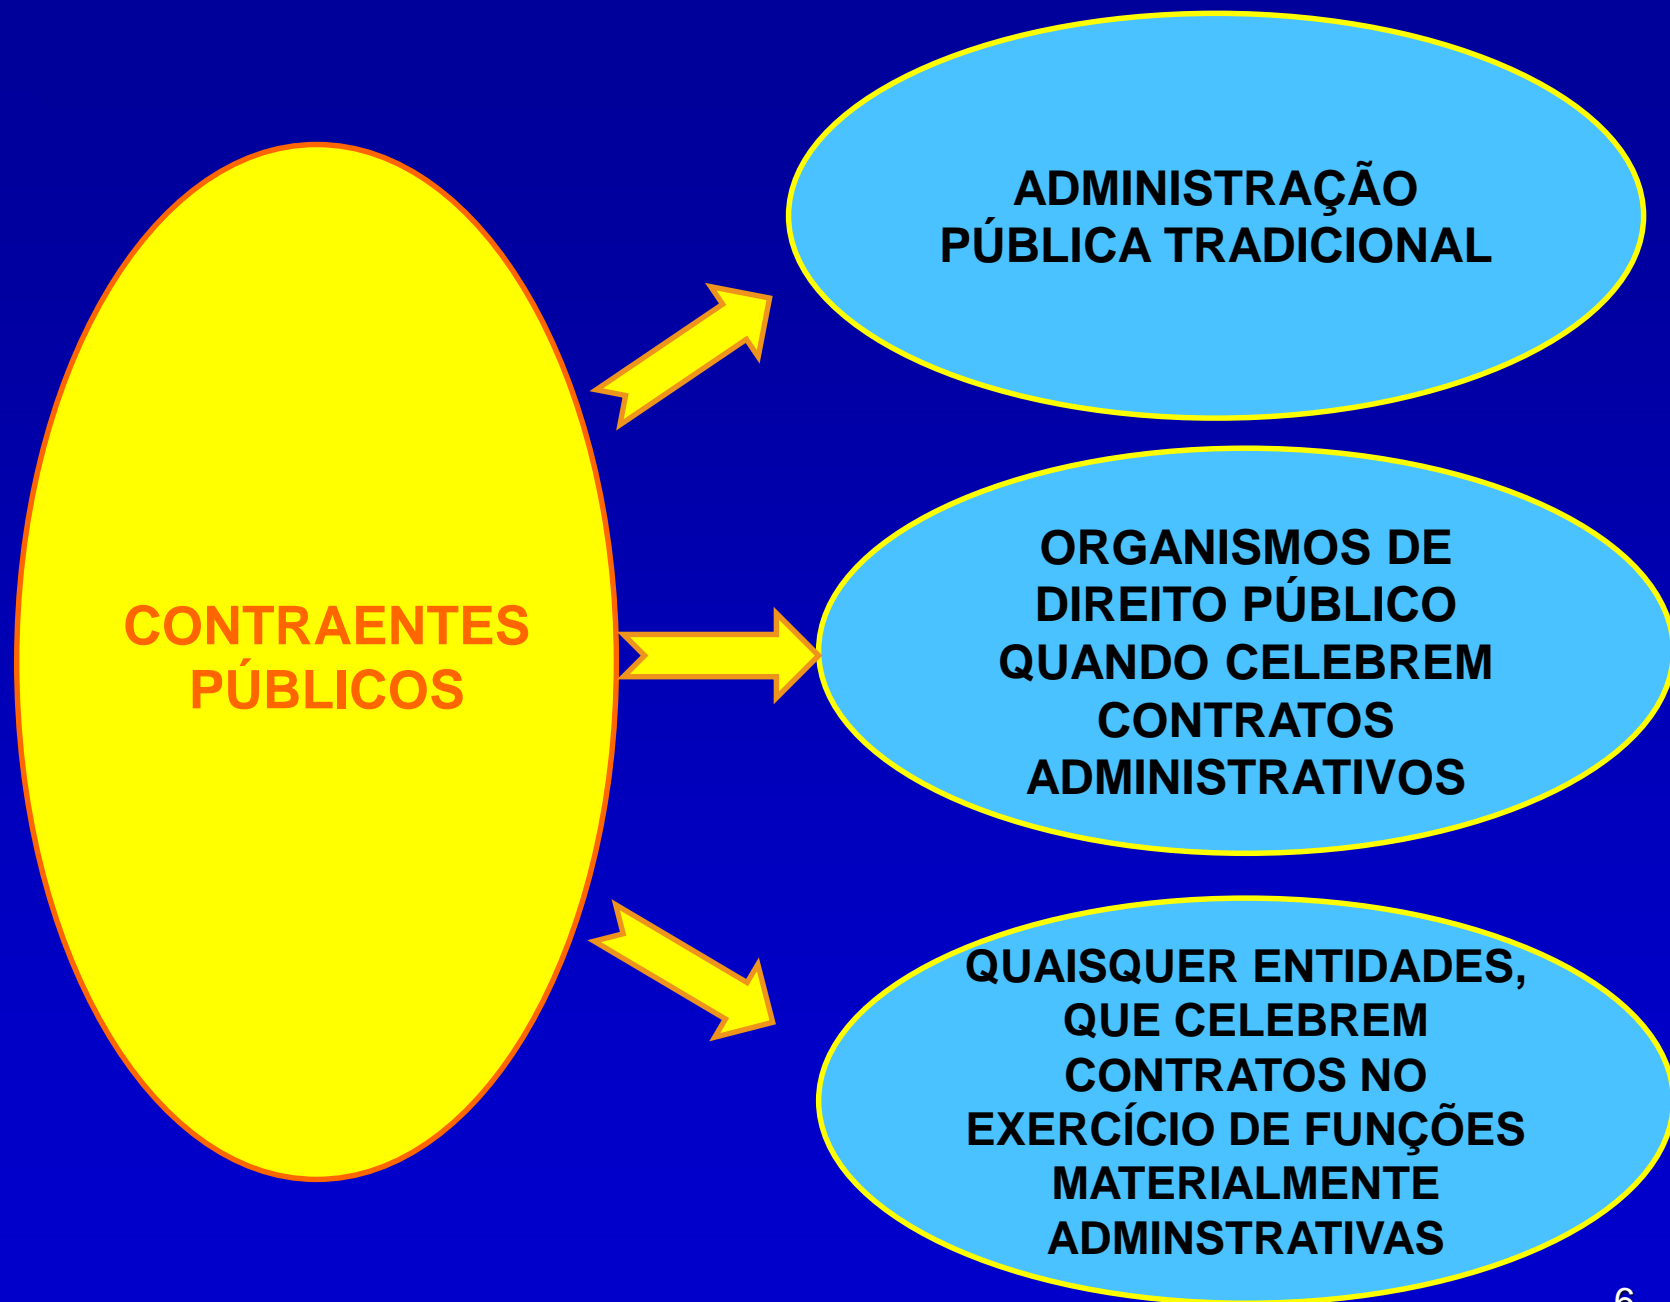 CONTRAENTES
PÚBLICOS
ADMINISTRAÇÃO
PÚBLICA TRADICIONAL
ORGANISMOS DE
DIREITO PÚBLICO
QUANDO CELEBREM
CONTRATOS
ADMINISTRATIVOS
QUAISQUER ENTIDADES,
QUE CELEBREM
CONTRATOS NO
EXERCÍCIO DE FUNÇÕES
MATERIALMENTE
ADMINSTRATIVAS
6